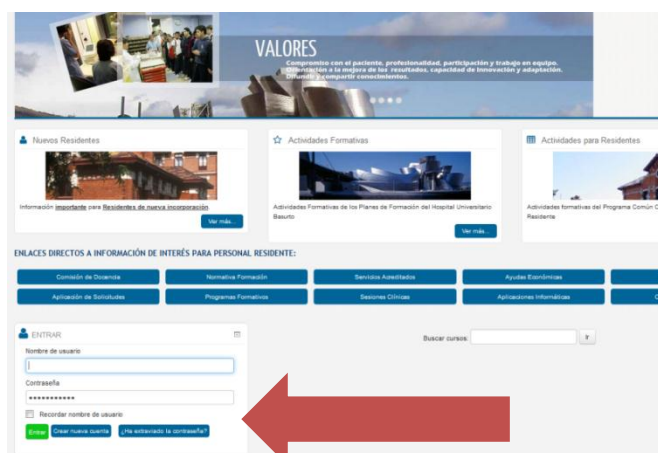 VALORES
Compromiso con el paciente, profesionalidad, participación y trabajo en equipo.
Orientación a la mejora de los resultados, capacidad de innovación y adaptación.
Difundir y compartir conocimientos.
Nuevos Residentes
Información importante para Residentes de nueva incorporación.
Ver más...
Actividades Formativas
Actividades Formativas de los Planes de Formación del Hospital Universitario
Basurto
Ver más...
Actividades para Residentes
Actividades formativas del Programa Común C
Residente
ENLACES DIRECTOS A INFORMACIÓN DE INTERÉS PARA PERSONAL RESIDENTE:
Comisión de Docencia
Normativa Formación
Servicios Acreditados
Ayudas Económicas
Aplicación de Solicitudes
Programas Formativos
Sesiones Clínicas
Aplicaciones Informáticas
C
ENTRAR
Nombre de usuario
Contraseña
Recordar nombre de usuario
Entrar
Crear nueva cuenta
¿Ha extraviado la contraseña?
Buscar cursos:
Ir